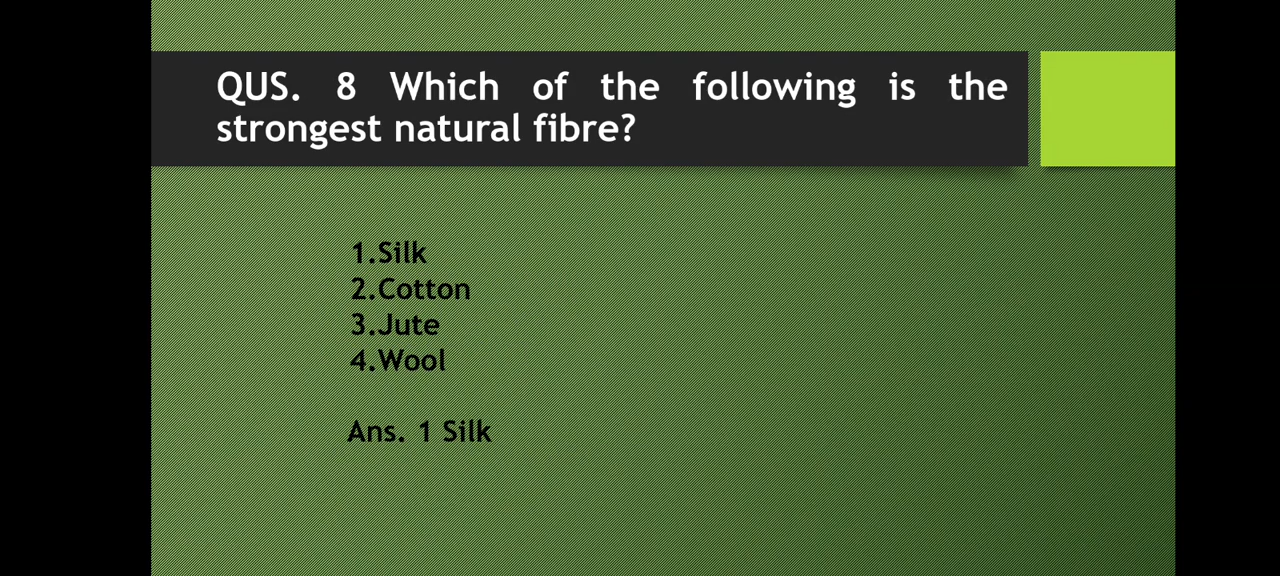 QUS. 8 Which of the following is the
strongest natural fibre?
1.Silk
2.Cotton
3.Jute
4.Wool
Ans. 1 Silk